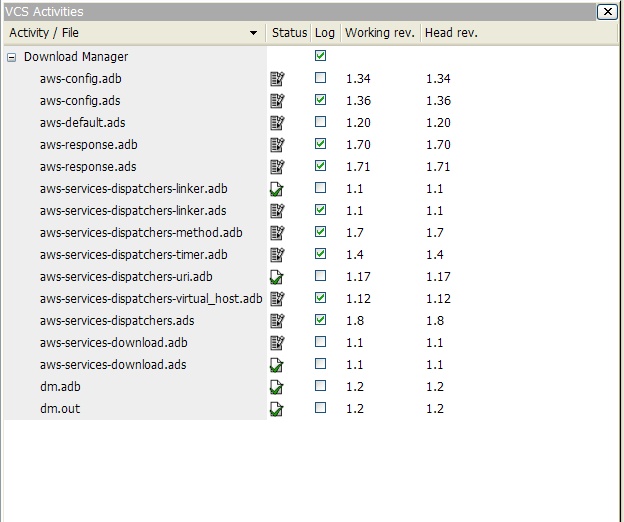 VCS Activities
Activity / File Status Log Working rev. Head rev.
Download Manager
aws-config.adb 1.34 1.34
aws-config.ads 1.36 1.36
aws-default.ads 1.20 1.20
aws-response.adb 1.70 1.70
aws-response.ads 1.71 1.71
aws-services-dispatchers-linker.adb 1.1 1.1
aws-services-dispatchers-linker.ads 1.1 1.1
aws-services-dispatchers-method.adb 1.7 1.7
aws-services-dispatchers-timer.adb 1.4 1.4
aws-services-dispatchers-uri.adb 1.17 1.17
aws-services-dispatchers-virtual_host.adb 1.12 1.12
aws-services-dispatchers.ads 1.8 1.8
aws-services-download.adb 1.1 1.1
aws-services-download.ads 1.1 1.1
dm.adb 1.2 1.2
dm.out 1.2 1.2